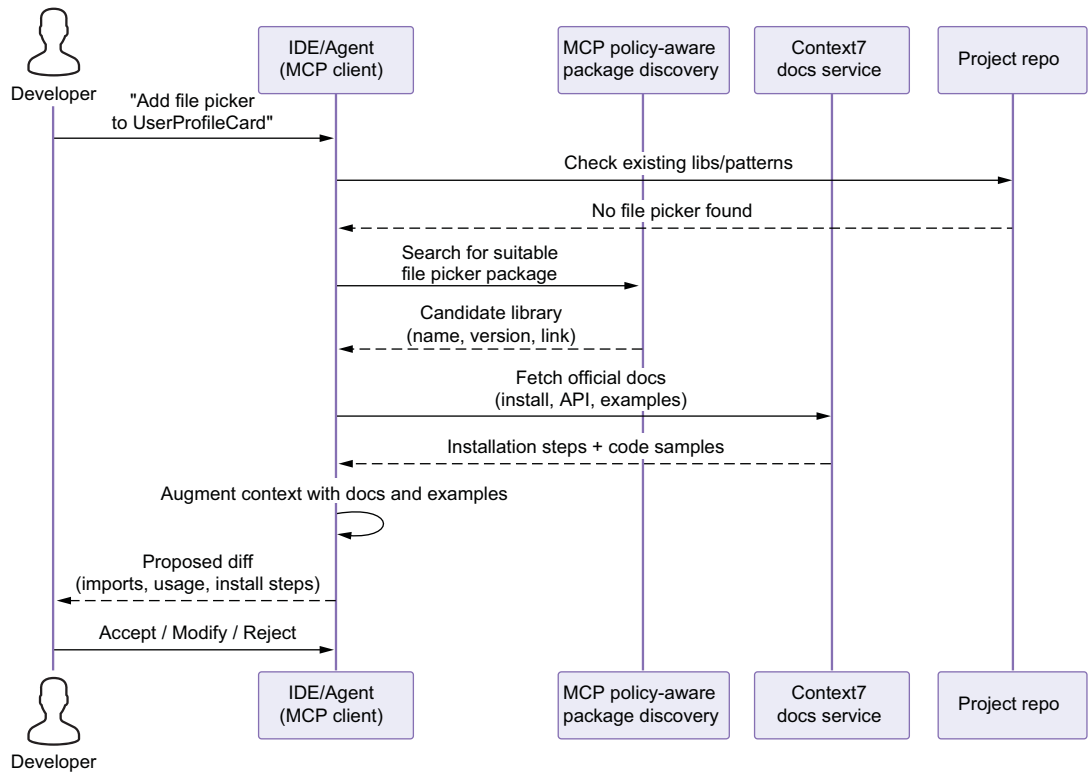 Developer
IDE/Agent
(MCP client)
MCP policy-aware
package discovery
Context7
docs service
Project repo
"Add file picker
to UserProfileCard"
Check existing libs/patterns
No file picker found
Search for suitable
file picker package
Candidate library
(name, version, link)
Fetch official docs
(install, API, examples)
Installation steps + code samples
Augment context with docs and examples
Proposed diff
(imports, usage, install steps)
Accept / Modify / Reject
Developer
IDE/Agent
(MCP client)
MCP policy-aware
package discovery
Context7
docs service
Project repo